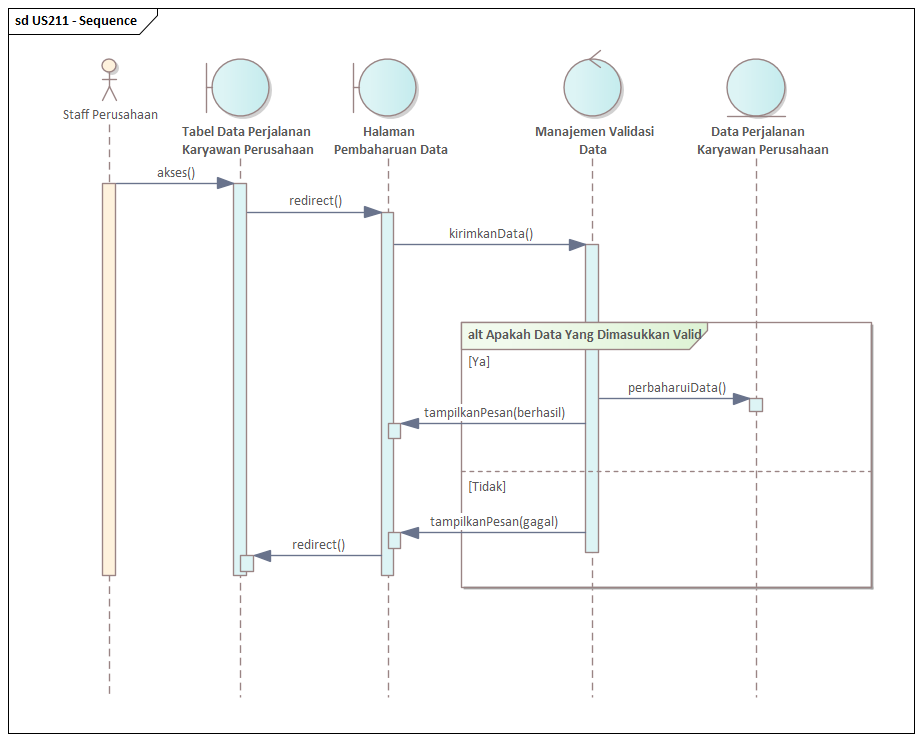 sd US211 - Sequence
Staff Perusahaan
Tabel Data Perjalanan
Karyawan Perusahaan
Halaman
Pembaharuan Data
Manajemen Validasi
Data
Data Perjalanan
Karyawan Perusahaan
akses()
redirect()
kirimkanData()
alt Apakah Data Yang Dimasukkan Valid
[Ya]
perbaharuiData()
tampilkanPesan(berhasil)
[Tidak]
tampilkanPesan(gagal)
redirect()